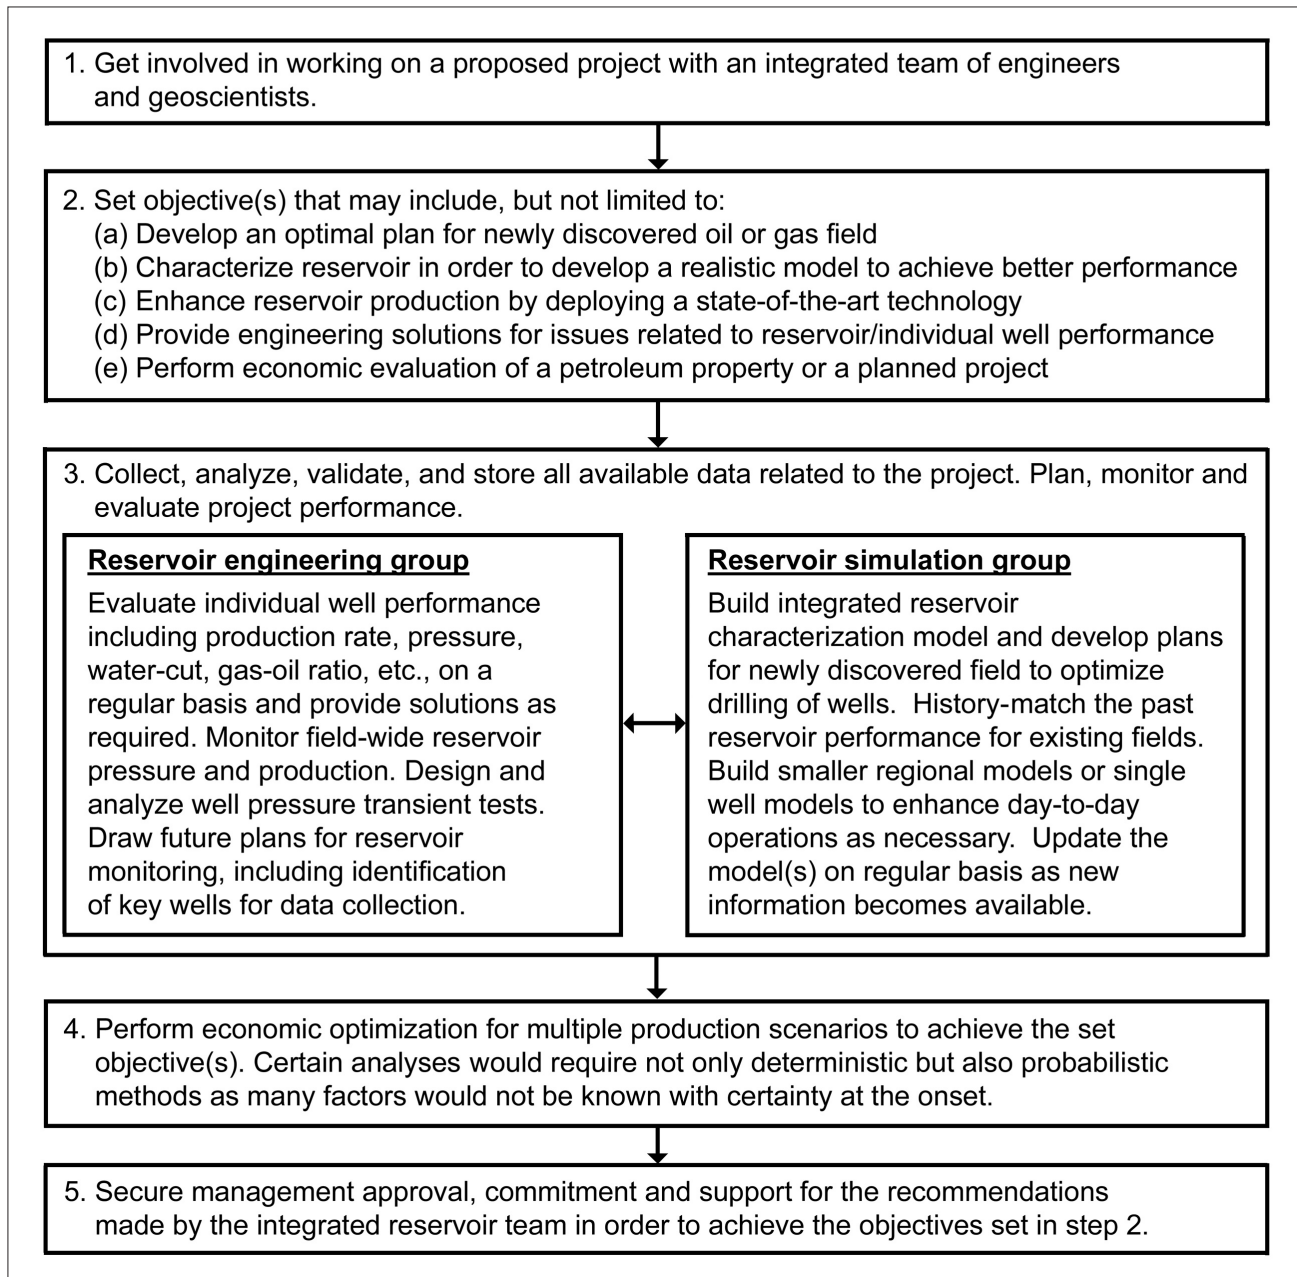 1. Get involved in working on a proposed project with an integrated team of engineers
and geoscientists.
2. Set objective(s) that may include, but not limited to:
(a) Develop an optimal plan for newly discovered oil or gas field
(b) Characterize reservoir in order to develop a realistic model to achieve better performance
(c) Enhance reservoir production by deploying a state-of-the-art technology
(d) Provide engineering solutions for issues related to reservoir/individual well performance
(e) Perform economic evaluation of a petroleum property or a planned project
3. Collect, analyze, validate, and store all available data related to the project. Plan, monitor and
evaluate project performance.
Reservoir engineering group
Evaluate individual well performance
including production rate, pressure,
water-cut, gas-oil ratio, etc., on a
regular basis and provide solutions as
required. Monitor field-wide reservoir
pressure and production. Design and
analyze well pressure transient tests.
Draw future plans for reservoir
monitoring, including identification
of key wells for data collection.
Reservoir simulation group
Build integrated reservoir
characterization model and develop plans
for newly discovered field to optimize
drilling of wells.  History-match the past
reservoir performance for existing fields.
Build smaller regional models or single
well models to enhance day-to-day
operations as necessary.  Update the
model(s) on regular basis as new
information becomes available.
4. Perform economic optimization for multiple production scenarios to achieve the set
objective(s). Certain analyses would require not only deterministic but also probabilistic
methods as many factors would not be known with certainty at the onset.
5. Secure management approval, commitment and support for the recommendations
made by the integrated reservoir team in order to achieve the objectives set in step 2.